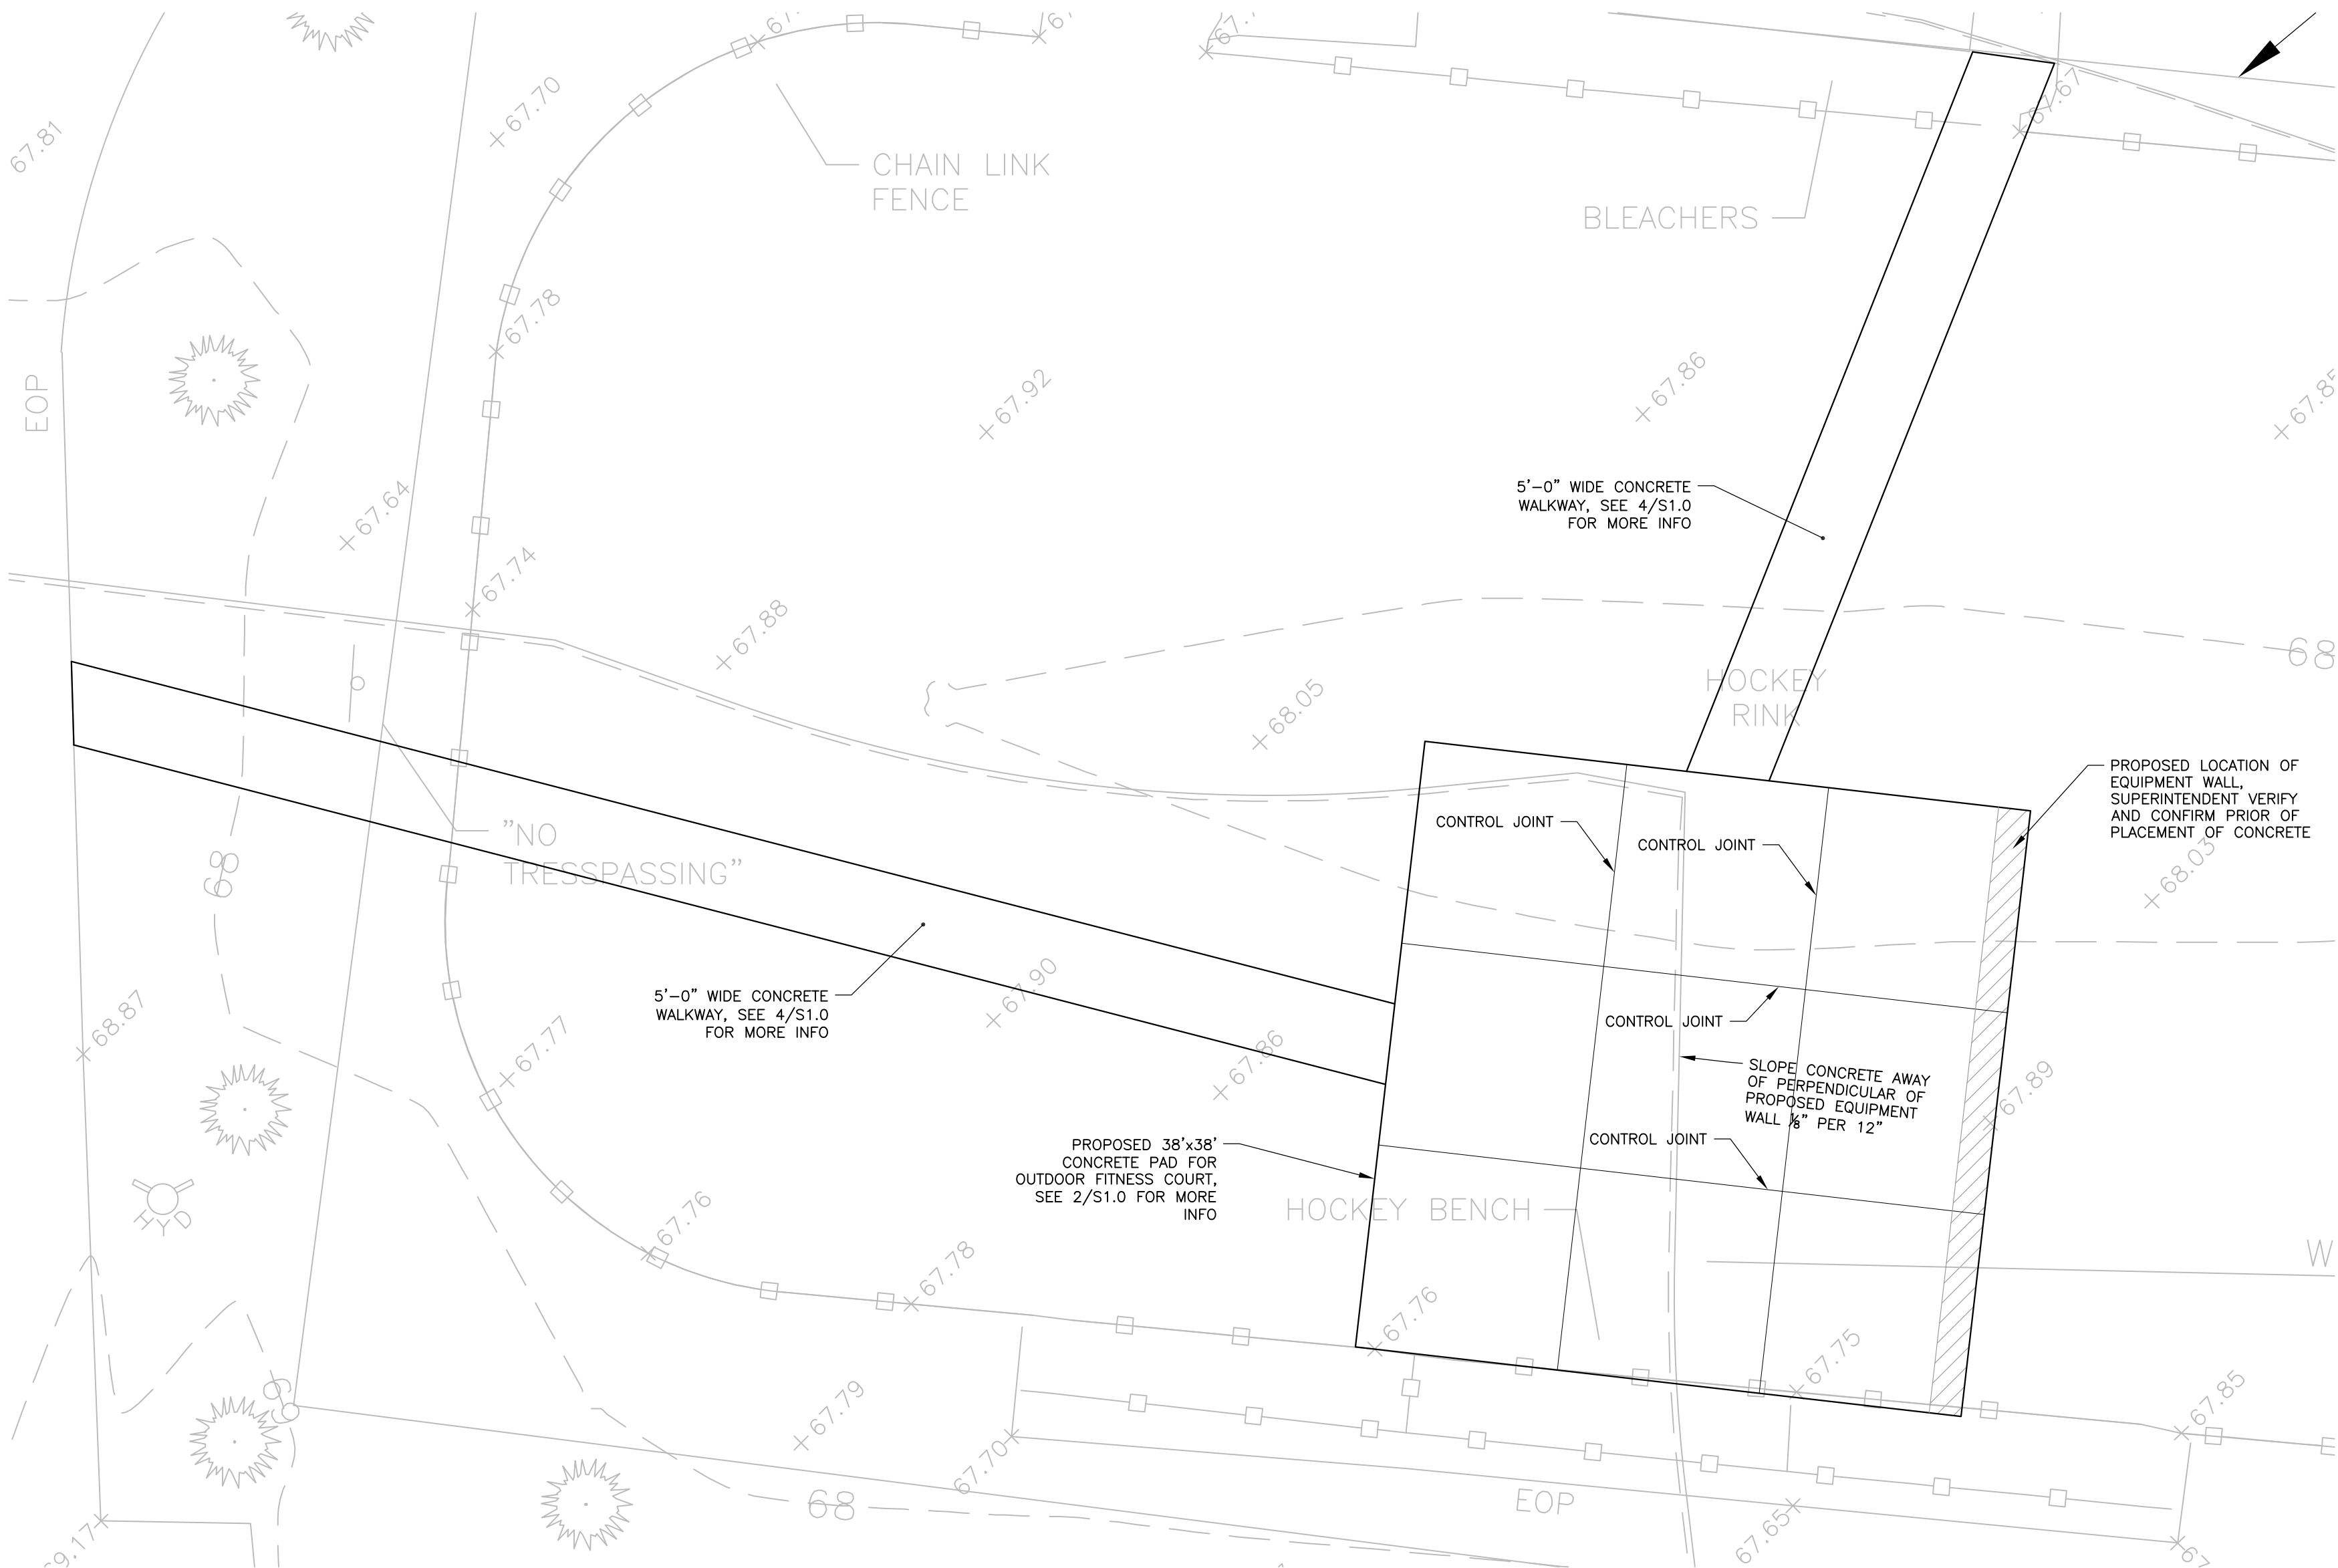 67.70
67.81
CHAIN LINK
FENCE
67.67
BLEACHERS
67.78
EOP
67.92
67.86
67.85
67.64
5'-0" WIDE CONCRETE
WALKWAY, SEE 4/S1.0
FOR MORE INFO
67.74
67.88
68
HOCKEY
RINK
68.05
PROPOSED LOCATION OF
EQUIPMENT WALL,
SUPERINTENDENT VERIFY
AND CONFIRM PRIOR OF
PLACEMENT OF CONCRETE
CONTROL JOINT
CONTROL JOINT
"NO
TRESSPASSING"
68
68.03
5'-0" WIDE CONCRETE
WALKWAY, SEE 4/S1.0
FOR MORE INFO
67.90
CONTROL JOINT
68.87
67.77
67.86
SLOPE CONCRETE AWAY
OF PERPENDICULAR OF
PROPOSED EQUIPMENT
WALL ⅛" PER 12"
67.89
PROPOSED 38'x38'
CONCRETE PAD FOR
OUTDOOR FITNESS COURT,
SEE 2/S1.0 FOR MORE
INFO
CONTROL JOINT
HYD
HOCKEY BENCH
67.76
67.78
W
67.76
67.75
67.79
67.85
69
67.70
68
EOP
67.65
9.17